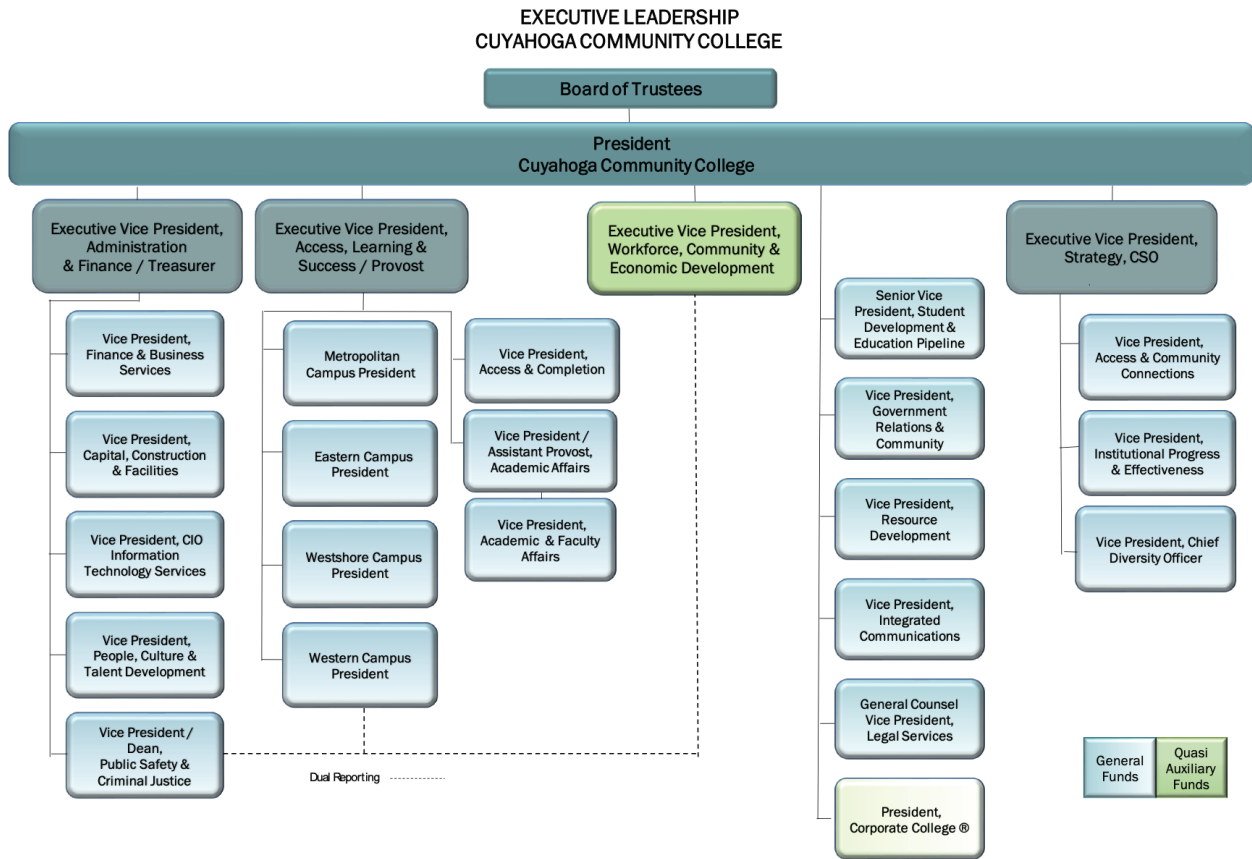 EXECUTIVE LEADERSHIP
CUYAHOGA COMMUNITY COLLEGE
Board of Trustees
President
Cuyahoga Community College
Executive Vice President,
Administration
& Finance / Treasurer
Executive Vice President,
Access, Learning &
Success / Provost
Executive Vice President,
Workforce, Community &
Economic Development
Executive Vice President,
Strategy, CSO
Vice President,
Finance & Business
Services
Vice President,
Capital, Construction
& Facilities
Vice President, CIO
Information
Technology Services
Vice President,
People, Culture &
Talent Development
Vice President /
Dean,
Public Safety &
Criminal Justice
Metropolitan
Campus President
Eastern Campus
President
Westshore Campus
President
Western Campus
President
Vice President,
Access & Completion
Vice President /
Assistant Provost,
Academic Affairs
Vice President,
Academic & Faculty
Affairs
Dual Reporting
Senior Vice
President, Student
Development &
Education Pipeline
Vice President,
Government
Relations &
Community
Vice President,
Resource
Development
Vice President,
Integrated
Communications
General Counsel
Vice President,
Legal Services
President,
Corporate College ®
Vice President,
Access & Community
Connections
Vice President,
Institutional Progress
& Effectiveness
Vice President, Chief
Diversity Officer
General
Funds
Quasi
Auxiliary
Funds